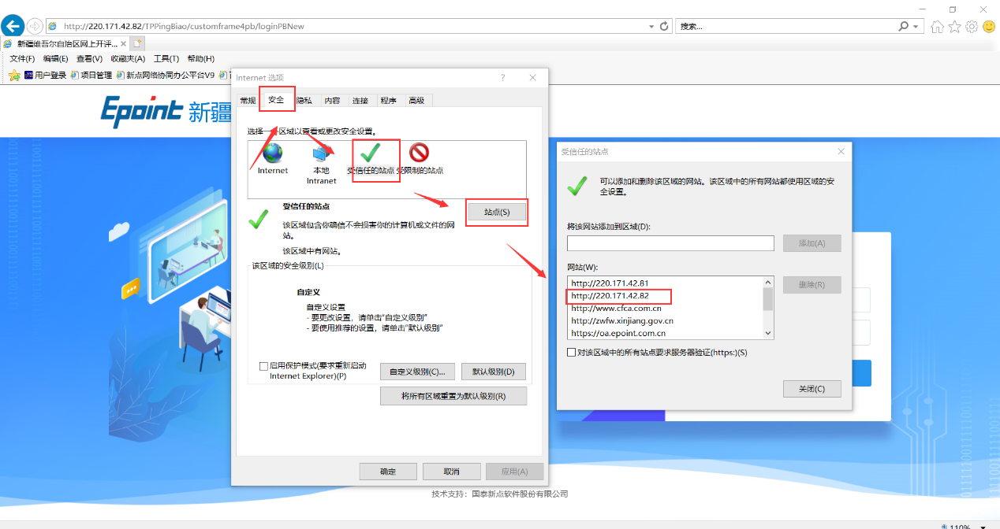 http://220.171.42.82/TPPingBiao/customframe4pb/loginPBNew
搜索...
新疆维吾尔自治区网上开评...
文件(F) 编辑(E) 查看(V) 收藏夹(A) 工具(T) 帮助(H)
用户登录 项目管理 新点网络协同办公平台V9
Epoint 新疆
Internet 选项
?
常规 安全 隐私 内容 连接 程序 高级
选择一个区域以查看或更改安全设置。
Internet
本地
Intranet
受信任的站点
受限制的站点
受信任的站点
站点(S)
该区域包含你确信不会损害你的计算机或文件的网
站。
该区域中有网站。
该区域的安全级别(L)
自定义
自定义设置
- 要更改设置，请单击"自定义级别"
- 要使用推荐的设置，请单击"默认级别"
启用保护模式(要求重新启动
Internet Explorer)(P)
自定义级别(C)...
默认级别(D)
将所有区域重置为默认级别(R)
确定
取消
应用(A)
受信任的站点
可以添加和删除该区域的网站。该区域中的所有网站都使用区域的安
全设置。
将该网站添加到区域(D):
添加(A)
网站(W):
http://220.171.42.81
http://220.171.42.82
http://www.cfca.com.cn
http://zwfw.xinjiang.gov.cn
https://oa.epoint.com.cn
删除(R)
对该区域中的所有站点要求服务器验证(https:)(S)
关闭(C)
技术支持：国泰新点软件股份有限公司
110%